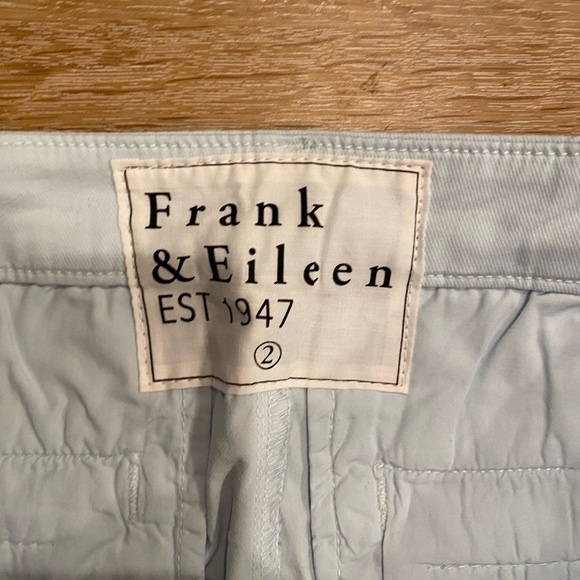 Frank
& Eileen
EST 1947
②